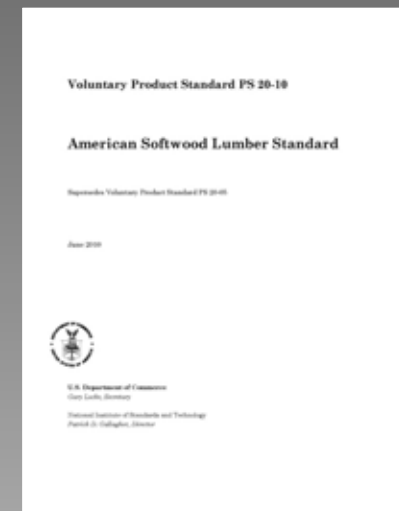 Voluntary Product Standard PS 20-10
American Softwood Lumber Standard
Supersedes Voluntary Product Standard PS 20-05
June 2010
U.S. Department of Commerce
Gary Locke, Secretary
National Institute of Standards and Technology
Patrick D. Gallagher, Director